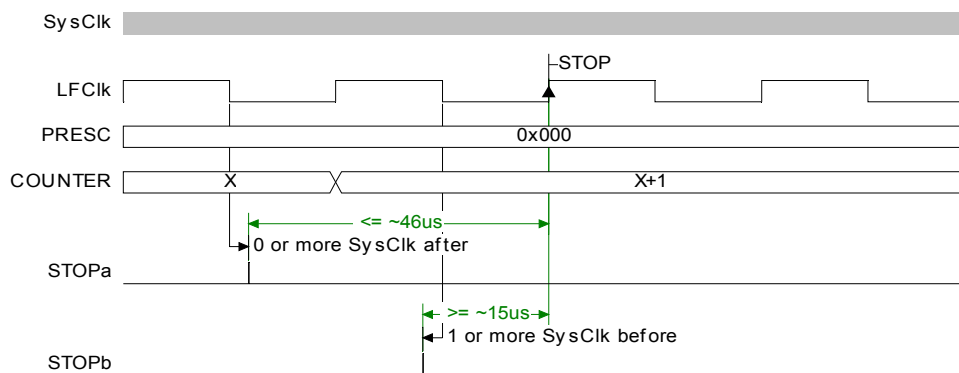 SysClk
STOP
LFClk
PRESC 0x000
COUNTER X X+1
<= ~46us
0 or more SysClk after
STOPa
>= ~15us
1 or more SysClk before
STOPb